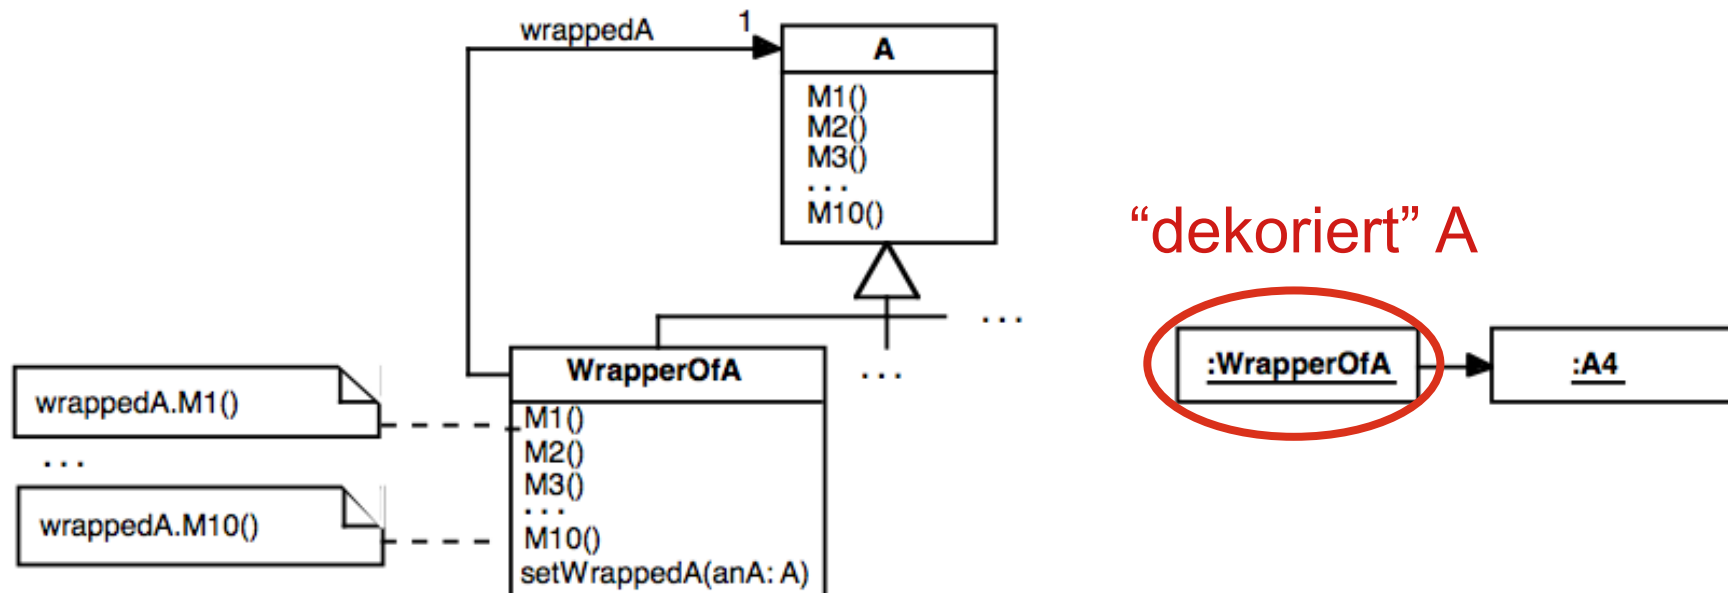 wrappedA
1
A
M1()
M2()
M3()
...
M10()
“dekoriert” A
...
:WrapperOfA
:A4
WrapperOfA
...
wrappedA.M1()
...
wrappedA.M10()
M1()
M2()
M3()
...
M10()
setWrappedA(anA: A)